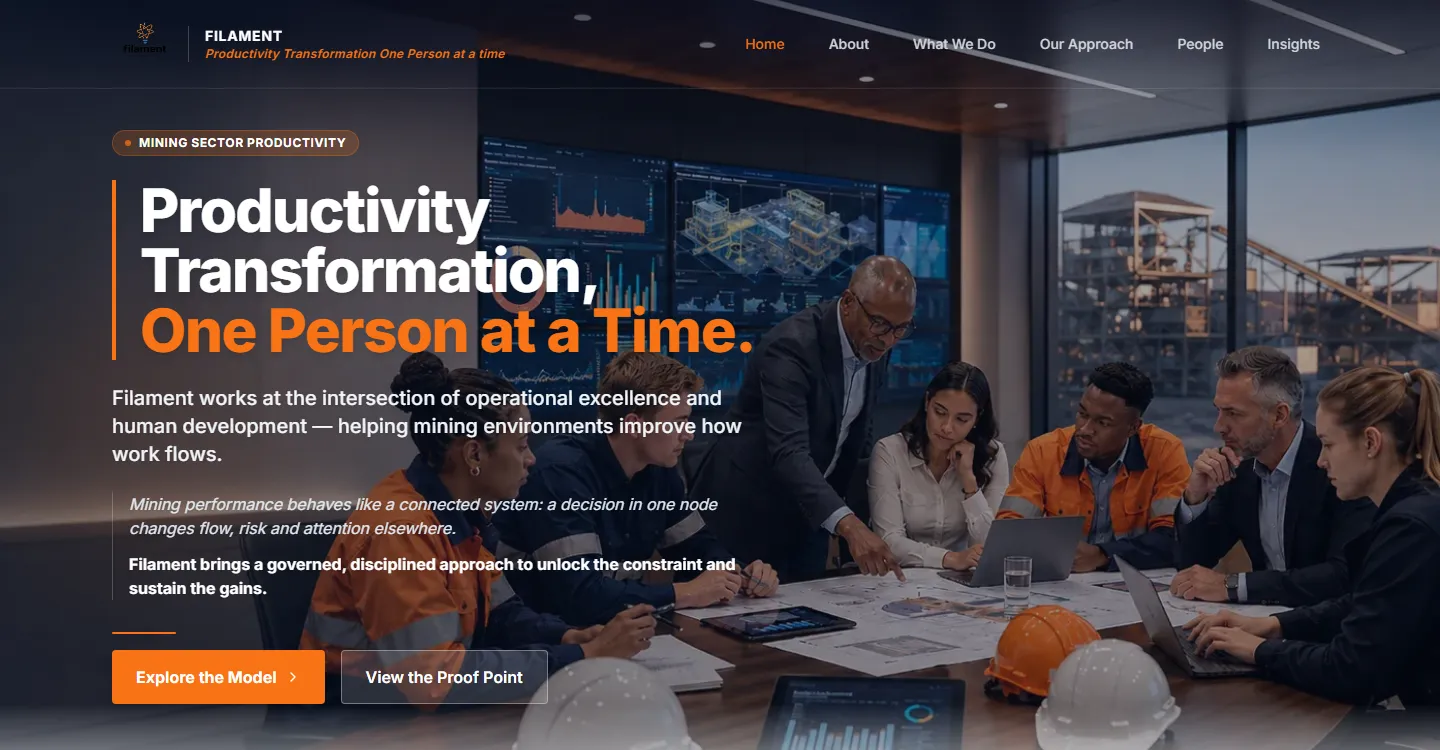 Filament
FILAMENT
Productivity Transformation One Person at a time
Home
About
What We Do
Our Approach
People
Insights
MINING SECTOR PRODUCTIVITY
Productivity
Transformation,
One Person at a Time.
Filament works at the intersection of operational excellence and
human development — helping mining environments improve how
work flows.
Mining performance behaves like a connected system: a decision in one node
changes flow, risk and attention elsewhere.
Filament brings a governed, disciplined approach to unlock the constraint and
sustain the gains.
Explore the Model
View the Proof Point